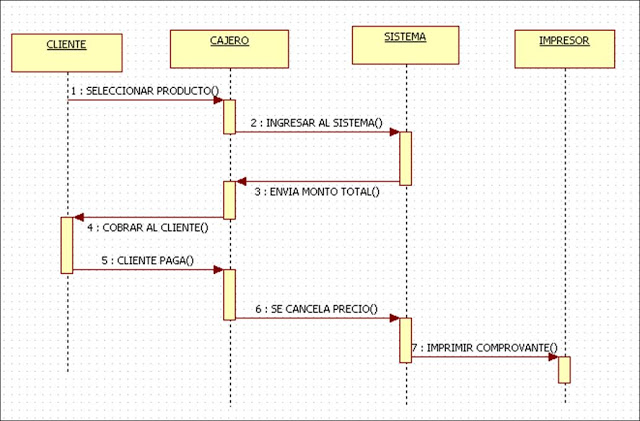 CLIENTE
CAJERO
SISTEMA
IMPRESOR
1 : SELECCIONAR PRODUCTO()
2 : INGRESAR AL SISTEMA()
3 : ENVIA MONTO TOTAL()
4 : COBRAR AL CLIENTE()
5 : CLIENTE PAGA()
6 : SE CANCELA PRECIO()
7 : IMPRIMIR COMPROVANTE()